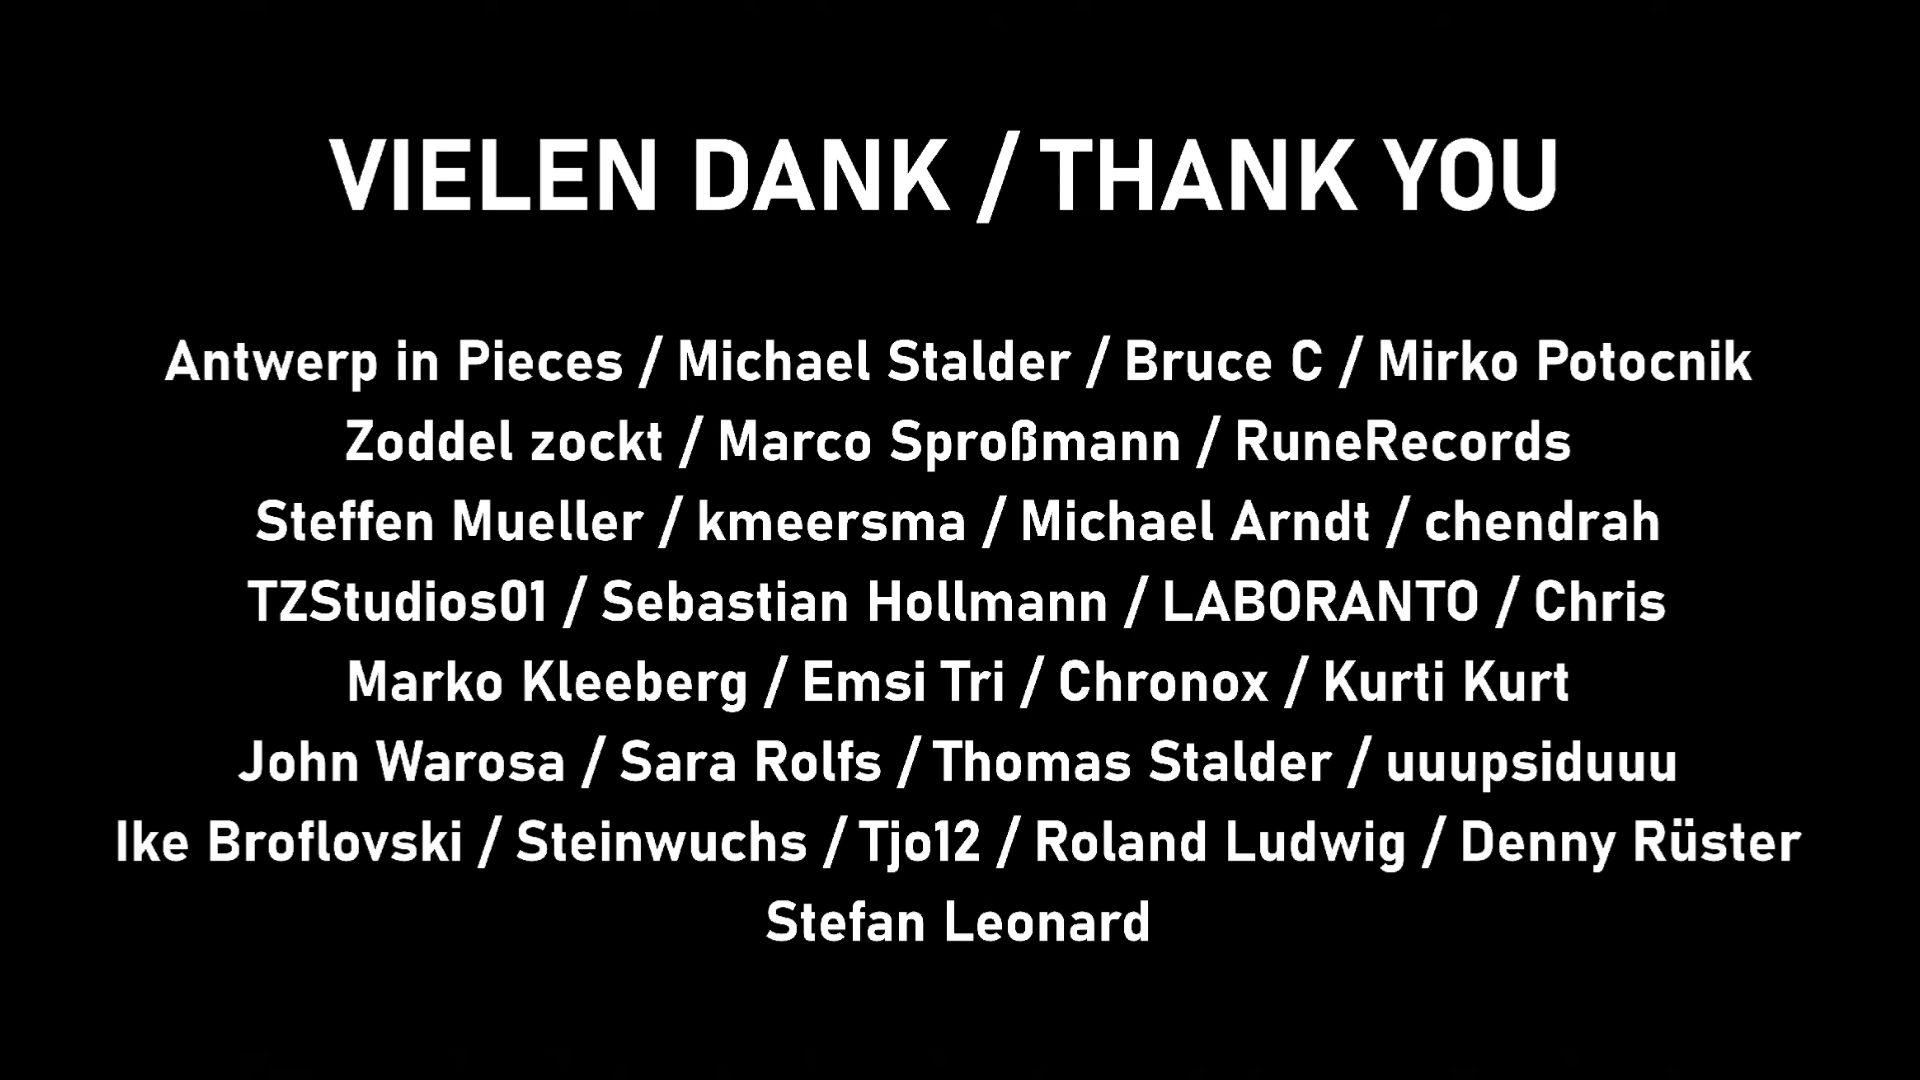 VIELEN DANK / THANK YOU
Antwerp in Pieces / Michael Stalder / Bruce C / Mirko Potocnik
Zoddel zockt / Marco Sproßmann / RuneRecords
Steffen Mueller / kmeersma / Michael Arndt / chendrah
TZStudios01 / Sebastian Hollmann / LABORANTO / Chris
Marko Kleeberg / Emsi Tri / Chronox / Kurti Kurt
John Warosa / Sara Rolfs / Thomas Stalder / uuupsiduuu
Ike Broflovski / Steinwuchs / Tjo12 / Roland Ludwig / Denny Rüster
Stefan Leonard